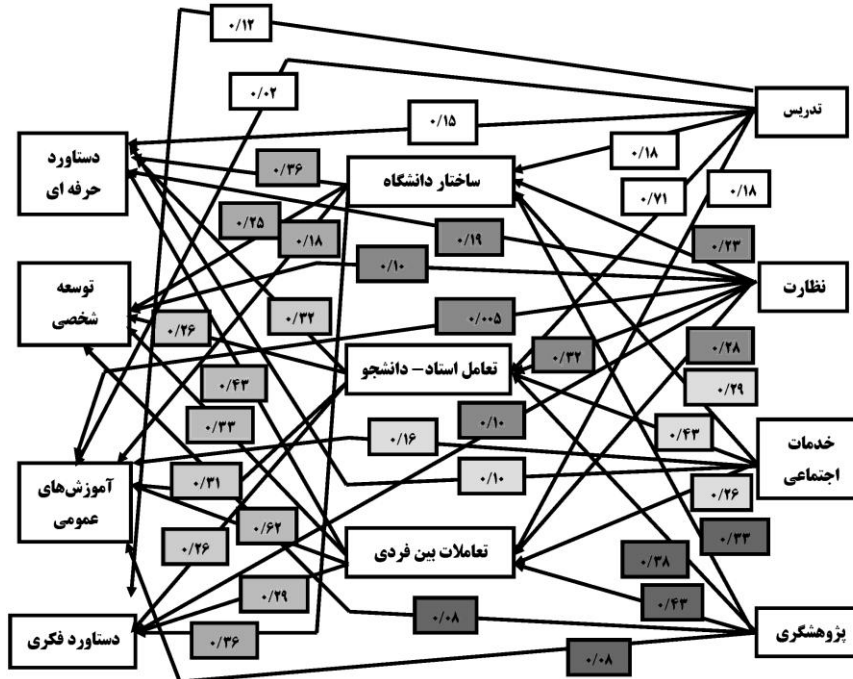 ۰/۱۲
۰/۰۲
تدریس
۰/۱۵
۰/۱۸
دستاورد
حرفه ای
۰/۳۶
ساختار دانشگاه
۰/۷۱
۰/۱۸
۰/۲۵
۰/۱۸
۰/۱۹
۰/۲۳
توسعه
شخصی
۰/۱۰
نظارت
۰/۲۶
۰/۳۲
۰/۰۰۵
۰/۳۲
۰/۲۸
تعامل استاد- دانشجو
۰/۴۳
۰/۲۹
۰/۳۳
۰/۱۰
۰/۴۳
خدمات
اجتماعی
۰/۱۶
آموزش‌های
عمومی
۰/۳۱
۰/۱۰
۰/۲۶
۰/۶۲
۰/۳۳
۰/۲۶
تعاملات بین فردی
۰/۳۸
۰/۲۹
۰/۴۳
دستاورد فکری
۰/۳۶
۰/۰۸
پژوهشگری
۰/۰۸